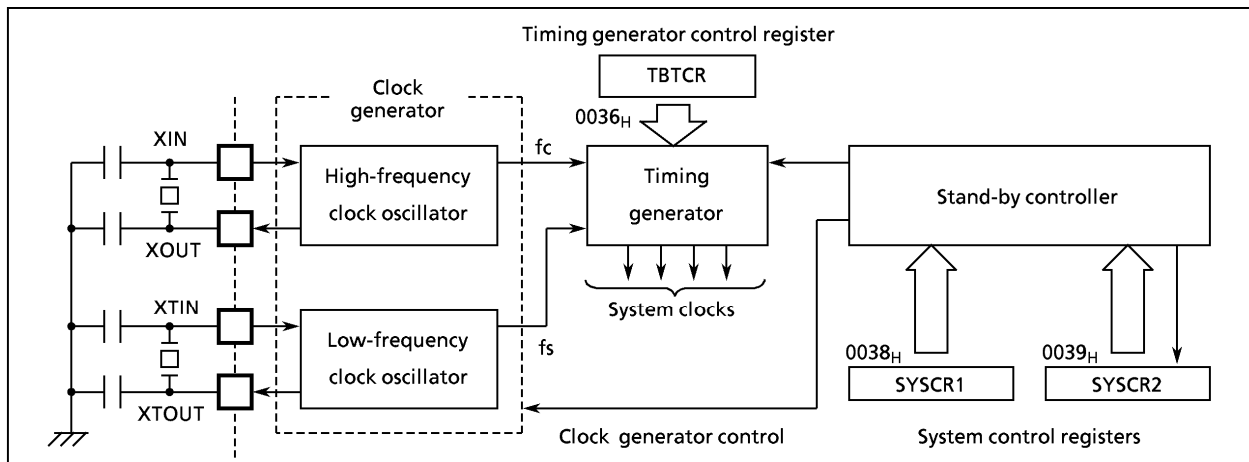 Timing generator control register
TBTCR
Clock
generator
0036H
XIN
fc
High-frequency
clock oscillator
Timing
generator
Stand-by controller
XOUT
System clocks
XTIN
fs
Low-frequency
clock oscillator
0038H
0039H
SYSCR1
SYSCR2
XTOUT
Clock generator control
System control registers